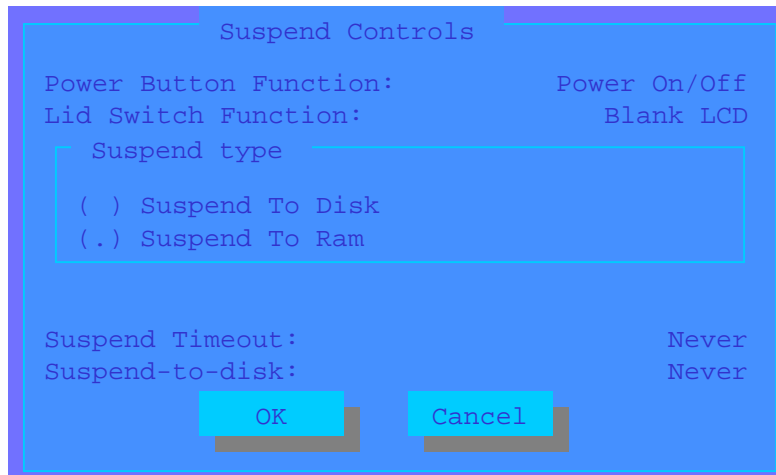 Suspend Controls
Power Button Function: Power On/Off
Lid Switch Function: Blank LCD
Suspend type
( ) Suspend To Disk
(.) Suspend To Ram
Suspend Timeout: Never
Suspend-to-disk: Never
OK Cancel